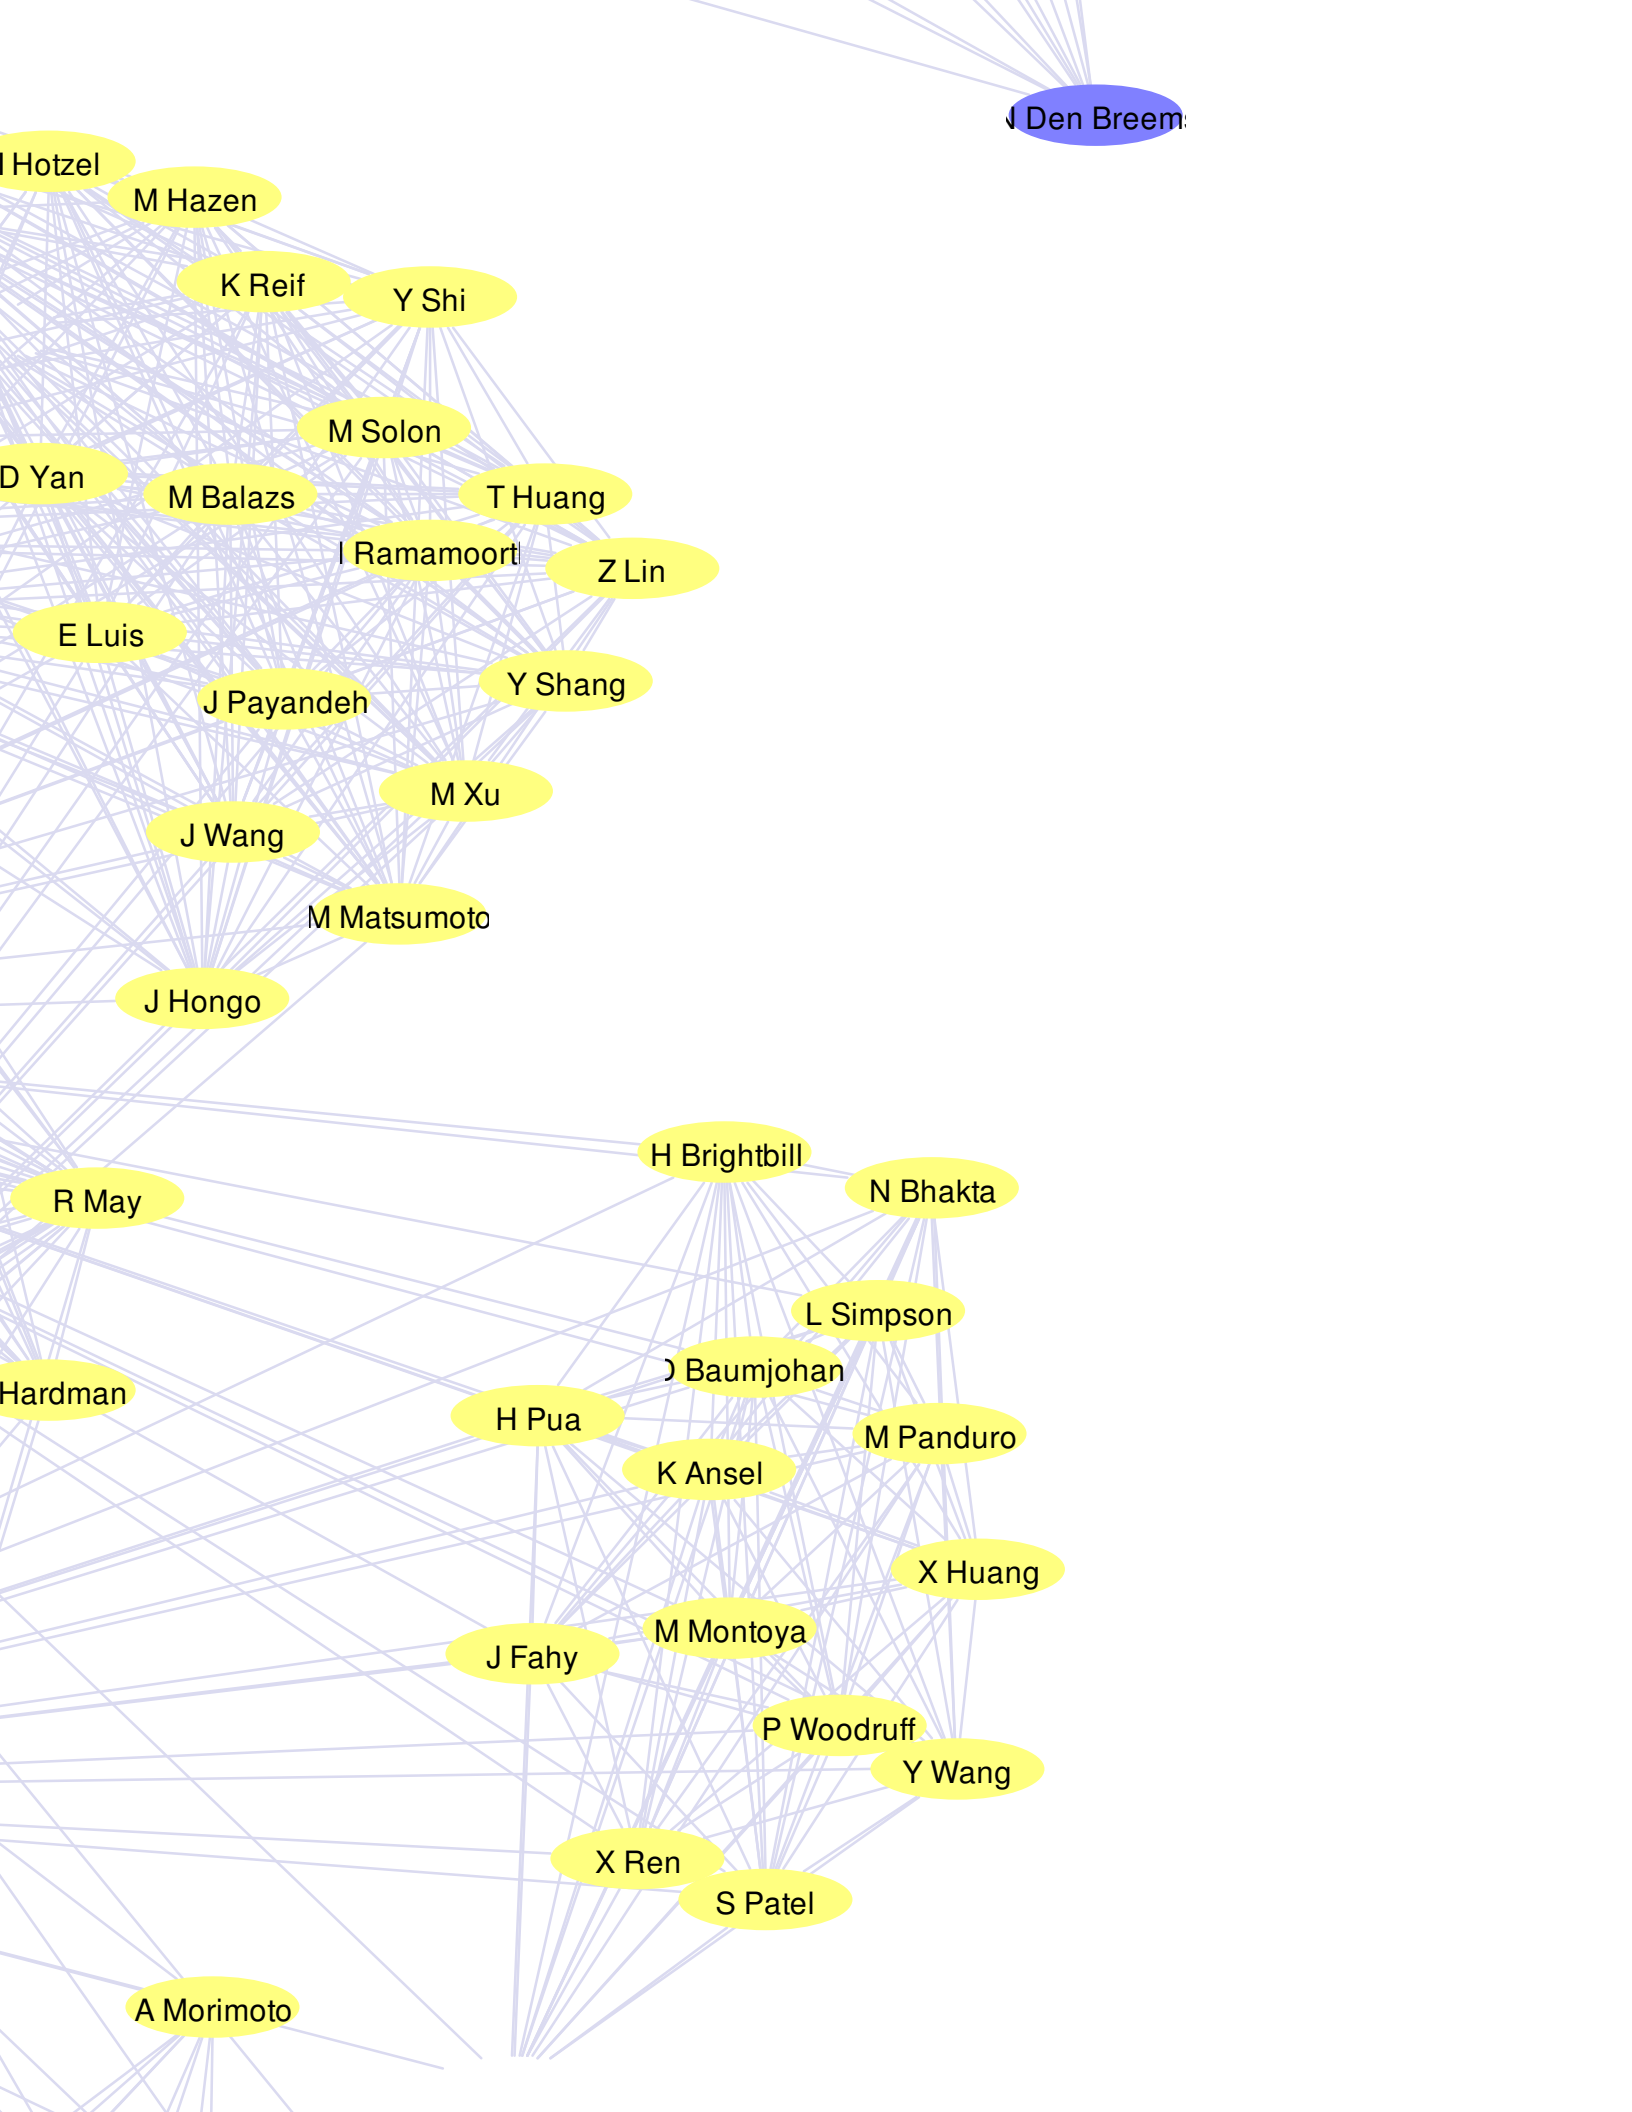 Den Breems
Hotzel
M Hazen
K Reif
Y Shi
M Solon
D Yan
M Balazs
T Huang
Ramamoort
Z Lin
E Luis
Y Shang
J Payandeh
M Xu
J Wang
M Matsumoto
J Hongo
H Brightbill
N Bhakta
R May
L Simpson
Baumjohan
Hardman
H Pua
M Panduro
K Ansel
X Huang
M Montoya
J Fahy
P Woodruff
Y Wang
X Ren
S Patel
A Morimoto